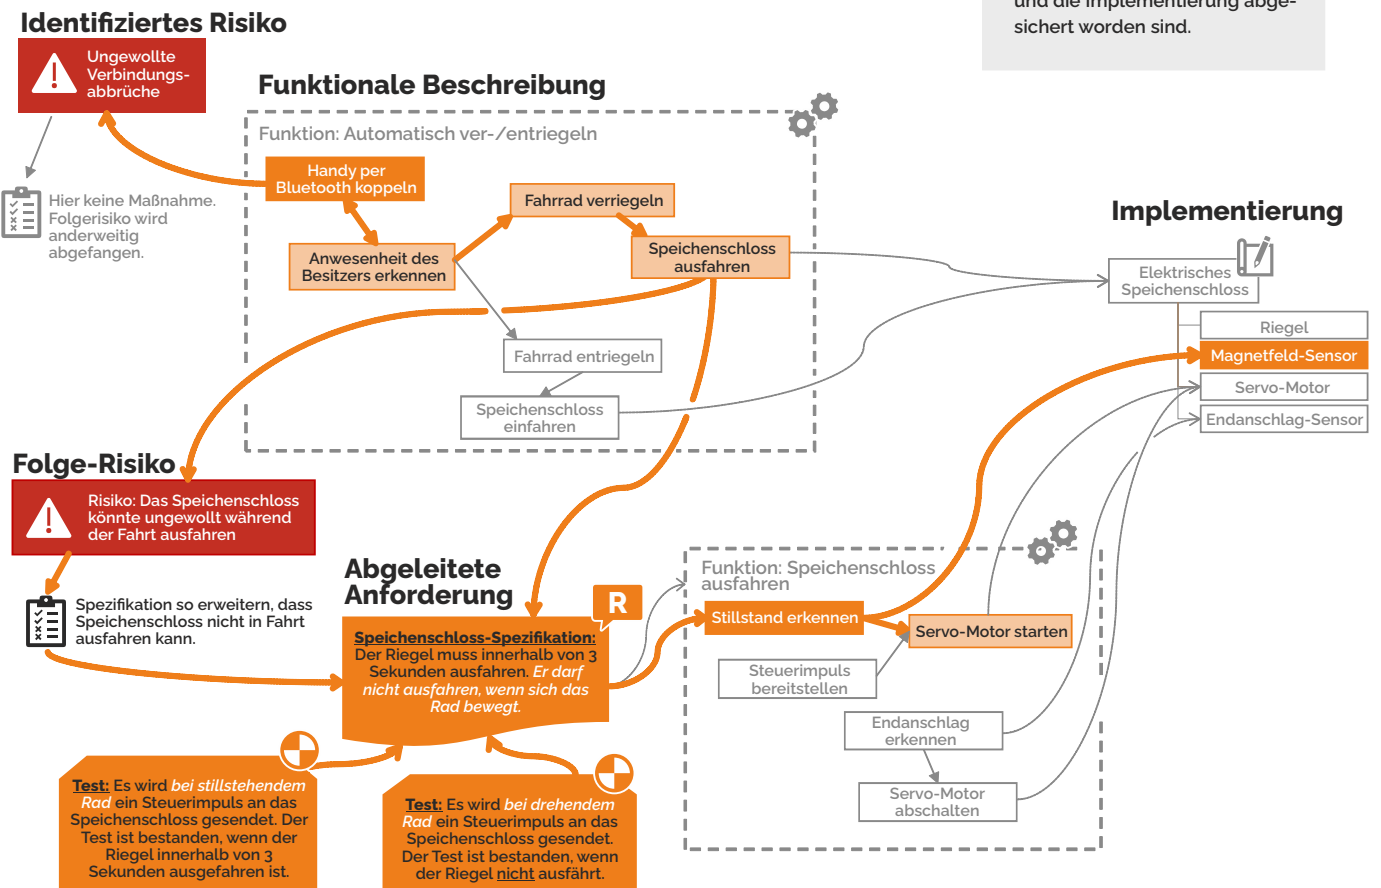 und die Implementierung abge-
sichert worden sind.
Identifiziertes Risiko
Ungewollte
Verbindungs-
abbrüche
Hier keine Maßnahme.
Folgerisiko wird
anderweitig
abgefangen.
Funktionale Beschreibung
Funktion: Automatisch ver-/entriegeln
Handy per
Bluetooth koppeln
Anwesenheit des
Besitzers erkennen
Fahrrad verriegeln
Speichenschloss
ausfahren
Fahrrad entriegeln
Speichenschloss
einfahren
Implementierung
Elektrisches
Speichenschloss
Riegel
Magnetfeld-Sensor
Servo-Motor
Endanschlag-Sensor
Folge-Risiko
Risiko: Das Speichenschloss
könnte ungewollt während
der Fahrt ausfahren
Spezifikation so erweitern, dass
Speichenschloss nicht in Fahrt
ausfahren kann.
Abgeleitete
Anforderung
R
Speichenschloss-Spezifikation:
Der Riegel muss innerhalb von 3
Sekunden ausfahren. Er darf
nicht ausfahren, wenn sich das
Rad bewegt.
Funktion: Speichenschloss
ausfahren
Stillstand erkennen
Servo-Motor starten
Steuerimpuls
bereitstellen
Endanschlag
erkennen
Servo-Motor
abschalten
Test: Es wird bei stillstehendem
Rad ein Steuerimpuls an das
Speichenschloss gesendet. Der
Test ist bestanden, wenn der
Riegel innerhalb von 3
Sekunden ausgefahren ist.
Test: Es wird bei drehendem
Rad ein Steuerimpuls an das
Speichenschloss gesendet.
Der Test ist bestanden, wenn
der Riegel nicht ausfährt.